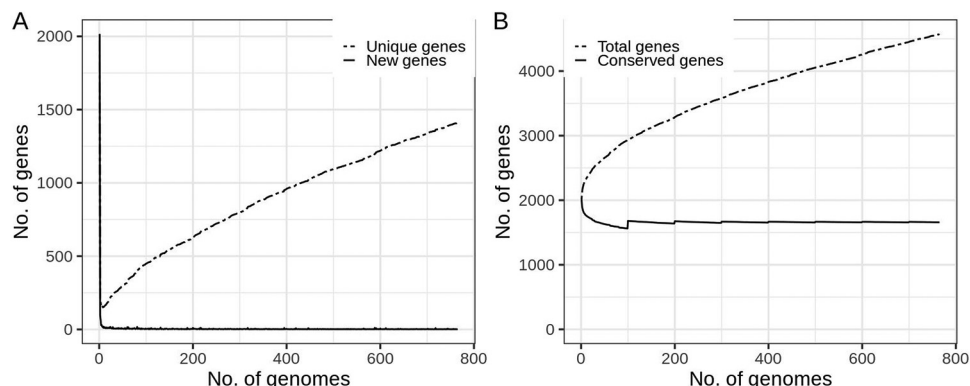 A
No. of genes
2000
1500
1000
500
0
Unique genes
New genes
0 200 400 600 800
No. of genomes
B
No. of genes
4000
3000
2000
1000
0
Total genes
Conserved genes
0 200 400 600 800
No. of genomes